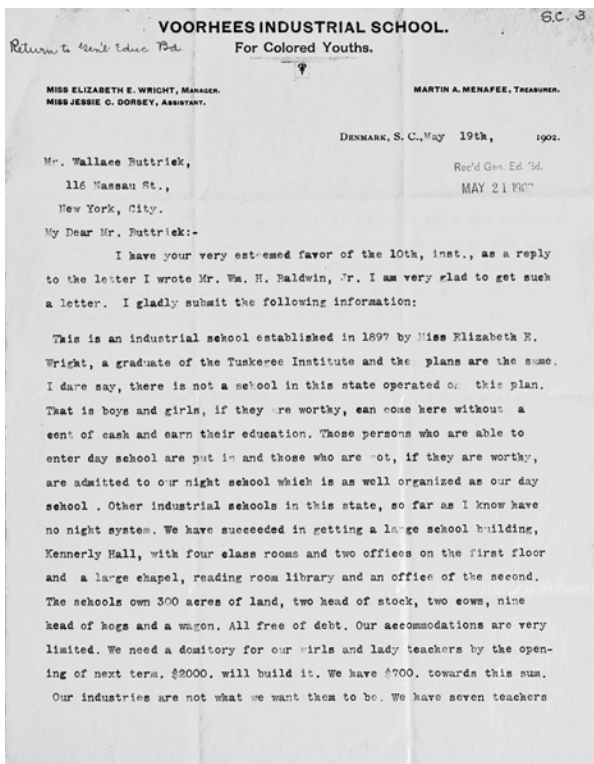 S.C. 3
VOORHEES INDUSTRIAL SCHOOL.
Return to Gen'l Educ Bd
For Colored Youths.
MISS ELIZABETH E. WRIGHT, MANAGER.
MISS JESSIE C. DORSEY, ASSISTANT.
MARTIN A. MENAFEE, TREASURER.
DENMARK, S. C., May 19th, 1902.
Mr. Wallace Buttrick,
Rec'd Gen. Ed. Bd.
116 Nassau St.,
MAY 21 1902
New York, City.
My Dear Mr. Buttrick:-
I have your very esteemed favor of the 10th, inst., as a reply
to the letter I wrote Mr. Wm. H. Baldwin, Jr. I am very glad to get such
a letter. I gladly submit the following information:
This is an industrial school established in 1897 by Miss Elizabeth E.
Wright, a graduate of the Tuskegee Institute and the plans are the same.
I dare say, there is not a school in this state operated on this plan.
That is boys and girls, if they are worthy, can come here without a
cent of cash and earn their education. Those persons who are able to
enter day school are put in and those who are not, if they are worthy,
are admitted to our night school which is as well organized as our day
school . Other industrial schools in this state, so far as I know have
no night system. We have succeeded in getting a large school building,
Kennerly Hall, with four class rooms and two offices on the first floor
and a large chapel, reading room library and an office of the second.
The schools own 300 acres of land, two head of stock, two cows, nine
head of hogs and a wagon. All free of debt. Our accommodations are very
limited. We need a domitory for our girls and lady teachers by the open-
ing of next term. $2000. will build it. We have $700. towards this sum.
Our industries are not what we want them to be. We have seven teachers